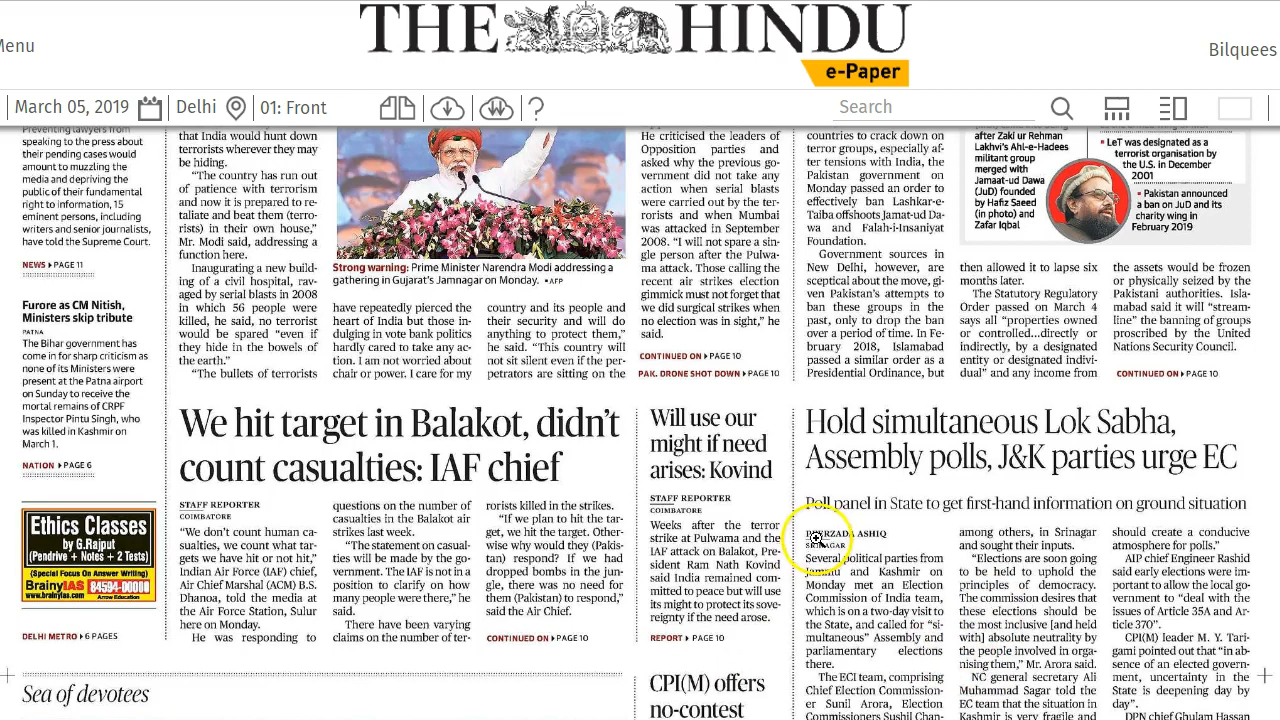 THE HINDU
e-Paper
Menu
Bilquees
March 05, 2019
Delhi
01: Front
?
Search
Preventing lawyers from
speaking to the press about
their pending cases would
amount to muzzling the
media and depriving the
public of their fundamental
right to information, 15
eminent persons, including
writers and senior journalists,
have told the Supreme Court.
NEWS PAGE 11
Furore as CM Nitish,
Ministers skip tribute
PATNA
The Bihar government has
come in for sharp criticism as
none of its Ministers were
present at the Patna airport
on Sunday to receive the
mortal remains of CRPF
Inspector Pintu Singh, who
was killed in Kashmir on
March 1.
NATION PAGE 6
Ethics Classes
by G.Rajput
(Pendrive + Notes + 2 Tests)
(Special Focus On Answer Writing)
BrainyIAS 84594-00000
www.brainyias.com Arrow Education
DELHI METRO 6 PAGES
that India would hunt down
terrorists wherever they may
be hiding.
“The country has run out
of patience with terrorism
and now it is prepared to re-
taliate and beat them (terro-
rists) in their own house,”
Mr. Modi said, addressing a
function here.
Inaugurating a new build-
ing of a civil hospital, rav-
aged by serial blasts in 2008
in which 56 people were
killed, he said, no terrorist
would be spared “even if
they hide in the bowels of
the earth.”
“The bullets of terrorists
Strong warning: Prime Minister Narendra Modi addressing a
gathering in Gujarat’s Jamnagar on Monday. AFP
have repeatedly pierced the
heart of India but those in-
dulging in vote bank politics
hardly cared to take any ac-
tion. I am not worried about
chair or power. I care for my
country and its people and
their security and will do
anything to protect them,”
he said. “This country will
not sit silent even if the per-
petrators are sitting on the
He criticised the leaders of
Opposition parties and
asked why the previous go-
vernment did not take any
action when serial blasts
were carried out by the ter-
rorists and when Mumbai
was attacked in September
2008. “I will not spare a sin-
gle person after the Pulwa-
ma attack. Those calling the
recent air strikes election
gimmick must not forget that
we did surgical strikes when
no election was in sight,” he
said.
CONTINUED ON PAGE 10
PAK. DRONE SHOT DOWN PAGE 10
countries to crack down on
terror groups, especially af-
ter tensions with India, the
Pakistan government on
Monday passed an order to
effectively ban Lashkar-e-
Taiba offshoots Jamat-ud Da-
wa and Falah-i-Insaniyat
Foundation.
Government sources in
New Delhi, however, are
sceptical about the move, gi-
ven Pakistan’s attempts to
ban these groups in the
past, only to drop the ban
over a period of time. In Fe-
bruary 2018, Islamabad
passed a similar order as a
Presidential Ordinance, but
after Zaki ur Rehman
Lakhvi’s Ahl-e-Hadees
militant group
merged with
Jamaat-ud Dawa
(JuD) founded
by Hafiz Saeed
(in photo) and
Zafar Iqbal
LeT was designated as a
terrorist organisation by
the U.S. in December
2001
Pakistan announced
a ban on JuD and its
charity wing in
February 2019
then allowed it to lapse six
months later.
The Statutory Regulatory
Order passed on March 4
says all “properties owned
or controlled...directly or
indirectly, by a designated
entity or designated indivi-
dual” and any income from
the assets would be frozen
or physically seized by the
Pakistani authorities. Isla-
mabad said it will “stream-
line” the banning of groups
proscribed by the United
Nations Security Council.
CONTINUED ON PAGE 10
We hit target in Balakot, didn’t
count casualties: IAF chief
STAFF REPORTER
COIMBATORE
“We don’t count human ca-
sualties, we count what tar-
gets we have hit or not hit,”
Indian Air Force (IAF) chief,
Air Chief Marshal (ACM) B.S.
Dhanoa, told the media at
the Air Force Station, Sulur
here on Monday.
He was responding to
questions on the number of
casualties in the Balakot air
strikes last week.
“The statement on casual-
ties will be made by the go-
vernment. The IAF is not in a
position to clarify on how
many people were there,” he
said.
There have been varying
claims on the number of ter-
rorists killed in the strikes.
“If we plan to hit the tar-
get, we hit the target. Other-
wise why would they (Pakis-
tan) respond? If we had
dropped bombs in the jun-
gle, there was no need for
them (Pakistan) to respond,”
said the Air Chief.
CONTINUED ON PAGE 10
Will use our
might if need
arises: Kovind
STAFF REPORTER
COIMBATORE
Weeks after the terror
strike at Pulwama and the
IAF attack on Balakot, Pre-
sident Ram Nath Kovind
said India remained com-
mitted to peace but will use
its might to protect its sove-
reignty if the need arose.
REPORT PAGE 10
Hold simultaneous Lok Sabha,
Assembly polls, J&K parties urge EC
Poll panel in State to get first-hand information on ground situation
PEERZADA ASHIQ
SRINAGAR
Several political parties from
Jammu and Kashmir on
Monday met an Election
Commission of India team,
which is on a two-day visit to
the State, and called for “si-
multaneous” Assembly and
parliamentary elections
there.
The ECI team, comprising
Chief Election Commission-
er Sunil Arora, Election
Commissioners Sushil Chan-
among others, in Srinagar
and sought their inputs.
“Elections are soon going
to be held to uphold the
principles of democracy.
The commission desires that
these elections should be
the most inclusive [and held
with] absolute neutrality by
the people involved in orga-
nising them,” Mr. Arora said.
NC general secretary Ali
Muhammad Sagar told the
EC team that the situation in
Kashmir is very fragile and
should create a conducive
atmosphere for polls.”
AIP chief Engineer Rashid
said early elections were im-
portant to allow the local go-
vernment to “deal with the
issues of Article 35A and Ar-
ticle 370”.
CPI(M) leader M. Y. Tari-
gami pointed out that “in ab-
sence of an elected govern-
ment, uncertainty in the
State is deepening day by
day”.
DPN chief Ghulam Hassan
Sea of devotees
CPI(M) offers
no-contest